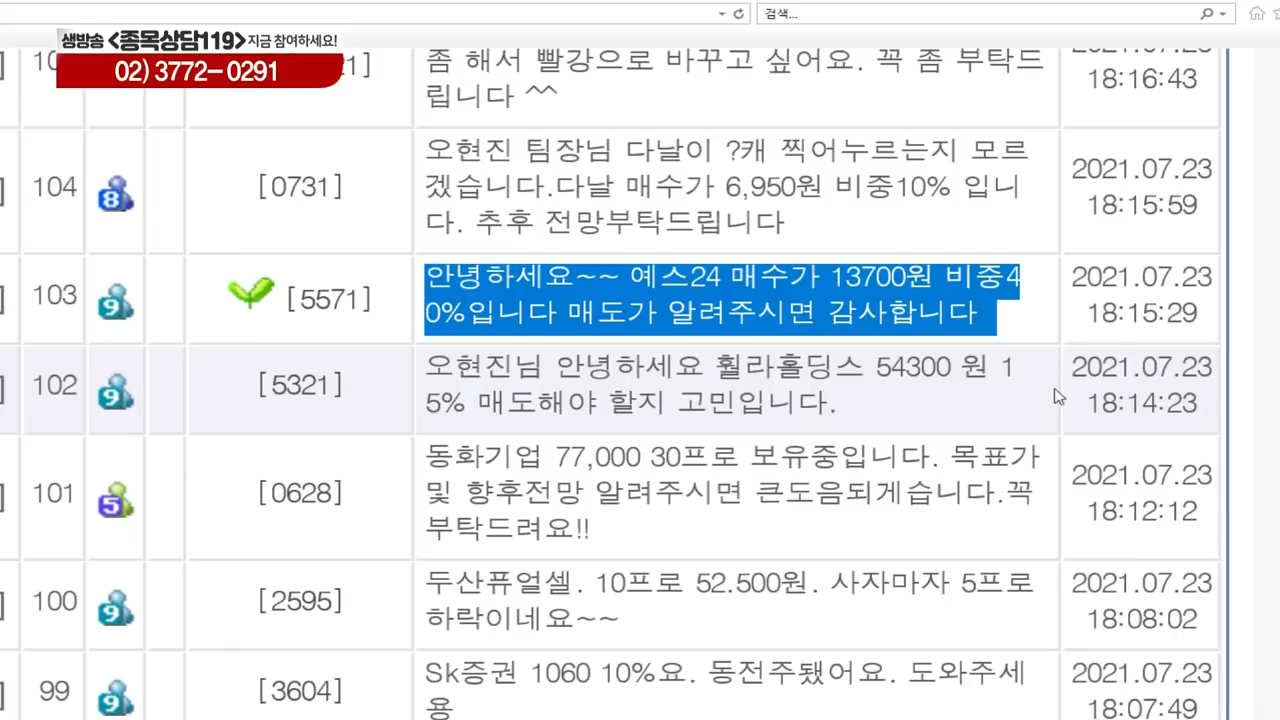 검색...
생방송 <종목상담119> 지금 참여하세요!
02) 3772-0291
좀 해서 빨강으로 바꾸고 싶어요. 꼭 좀 부탁드
립니다 ^^
18:16:43
104
8
[0731]
오현진 팀장님 다날이 ?캐 찍어누르는지 모르
겠습니다.다날 매수가 6,950원 비중10% 입니
다. 추후 전망부탁드립니다
2021.07.23
18:15:59
103
9
[5571]
안녕하세요~~ 예스24 매수가 13700원 비중4
0%입니다 매도가 알려주시면 감사합니다
2021.07.23
18:15:29
102
9
[5321]
오현진님 안녕하세요 휠라홀딩스 54300 원 1
5% 매도해야 할지 고민입니다.
2021.07.23
18:14:23
101
5
[0628]
동화기업 77,000 30프로 보유중입니다. 목표가
및 향후전망 알려주시면 큰도음되게습니다.꼭
부탁드려요!!
2021.07.23
18:12:12
100
9
[2595]
두산퓨얼셀. 10프로 52.500원. 사자마자 5프로
하락이네요~~
2021.07.23
18:08:02
99
9
[3604]
Sk증권 1060 10%요. 동전주됐어요. 도와주세
용
2021.07.23
18:07:49